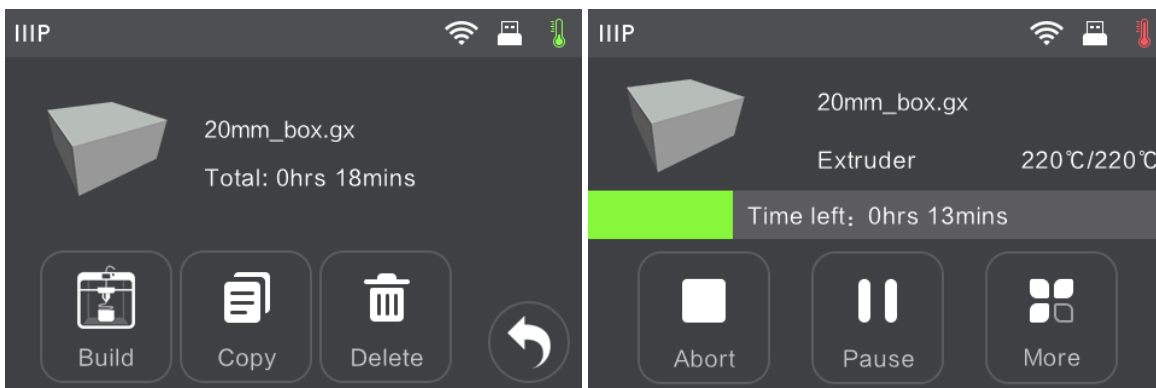 IIIP
20mm_box.gx
Total: 0hrs 18mins
Build
Copy
Delete
IIIP
20mm_box.gx
Extruder 220℃/220℃
Time left: 0hrs 13mins
Abort
Pause
More